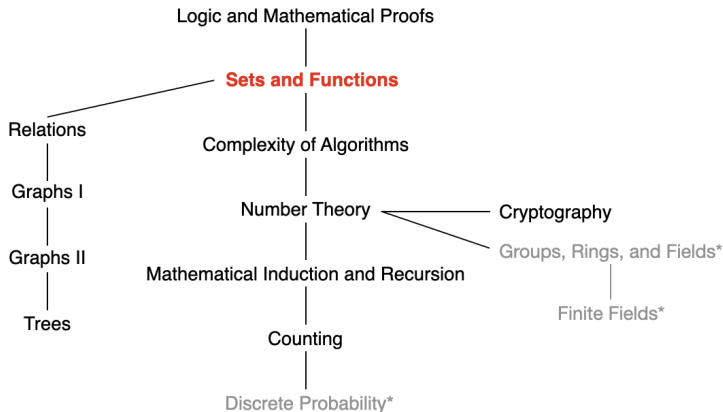 Logic and Mathematical Proofs
Sets and Functions
Relations
Complexity of Algorithms
Graphs I
Number Theory
Cryptography
Graphs II
Groups, Rings, and Fields*
Mathematical Induction and Recursion
Finite Fields*
Trees
Counting
Discrete Probability*